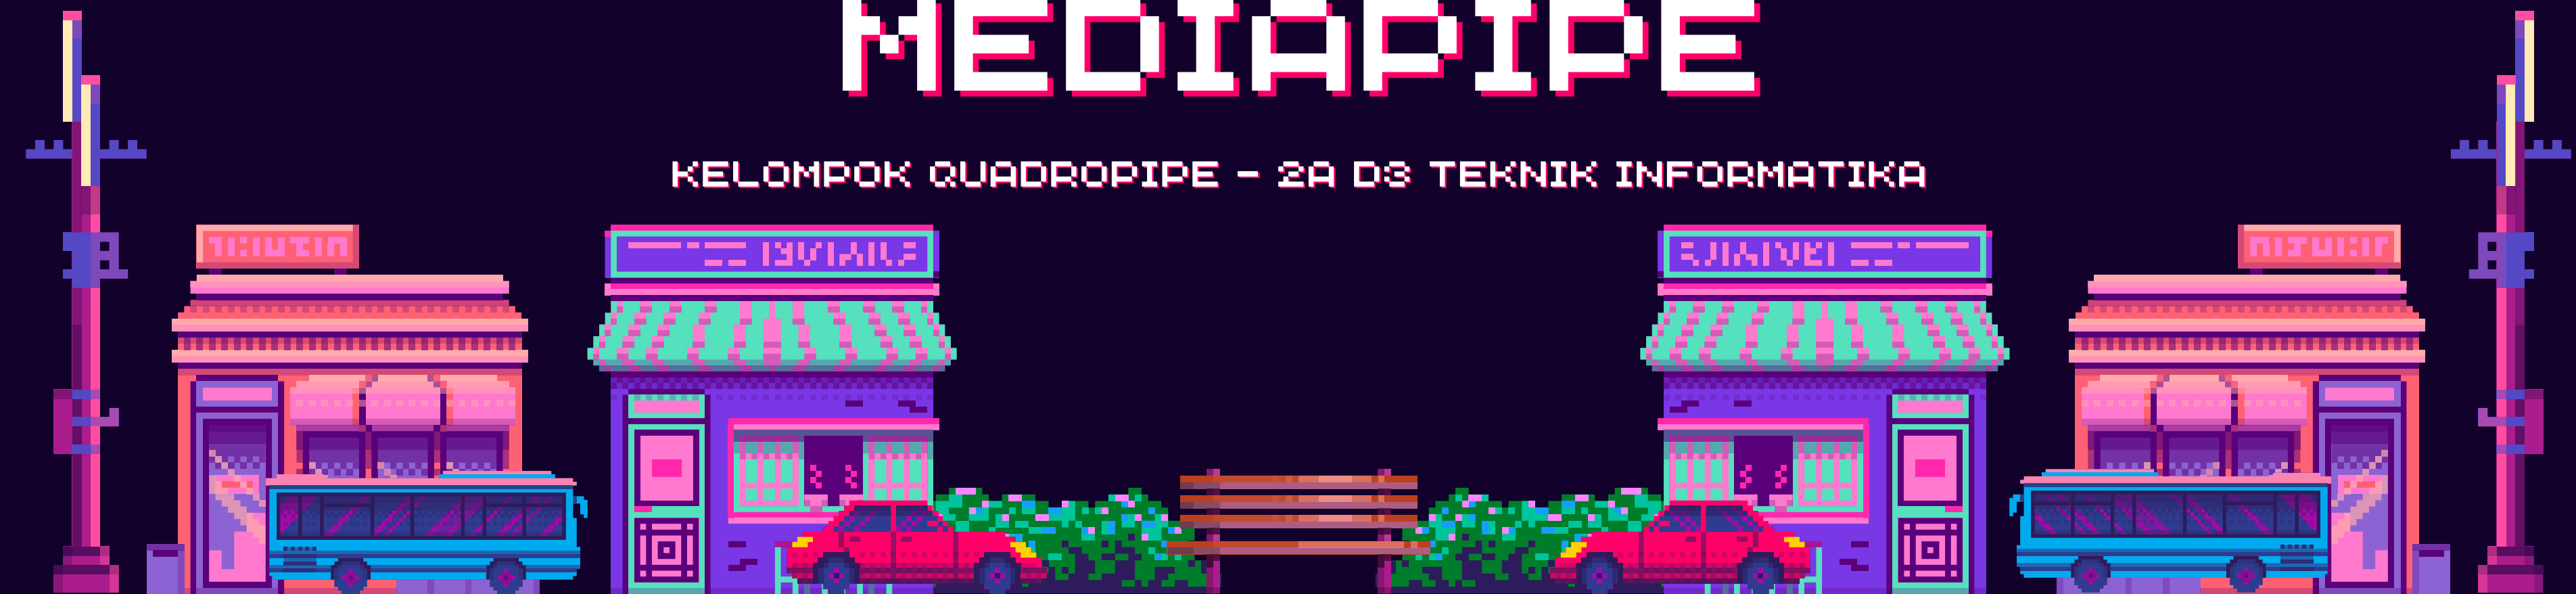 MEDIAPIPE
KELOMPOK QUADROPIPE - 2A D3 TEKNIK INFORMATIKA